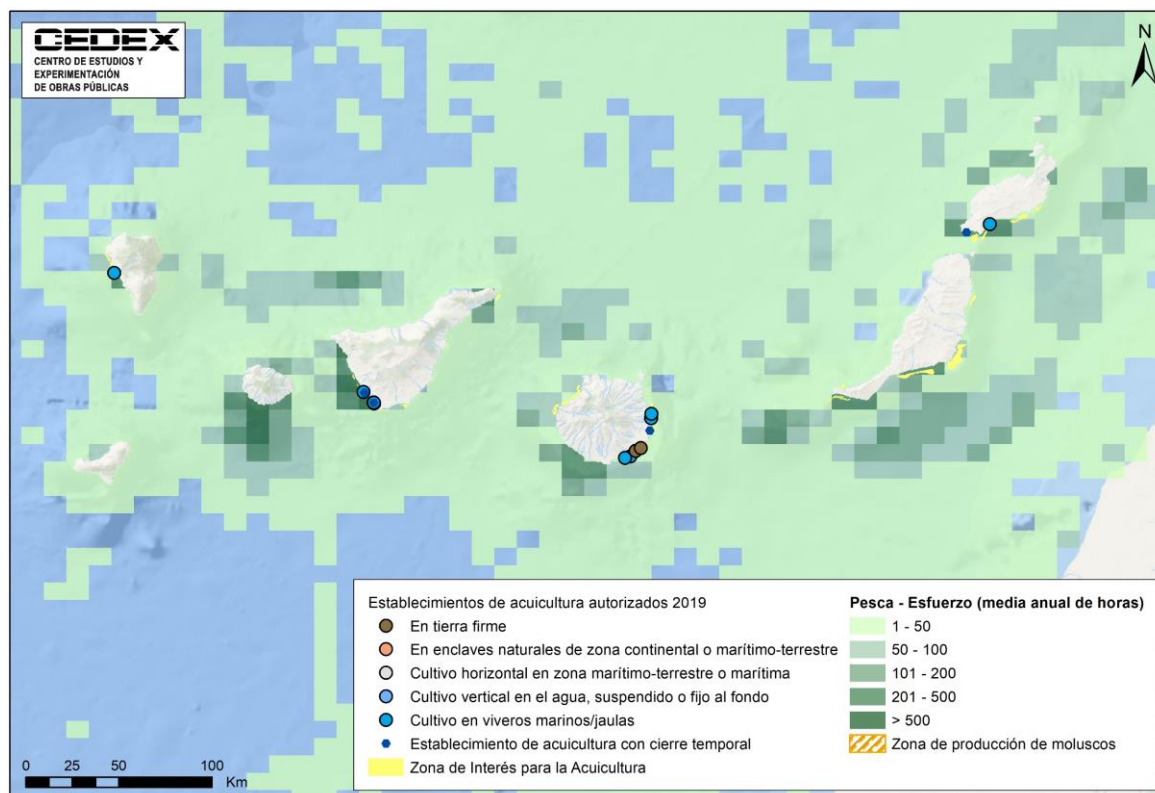 CEDEX
CENTRO DE ESTUDIOS Y
EXPERIMENTACIÓN
DE OBRAS PÚBLICAS
N
Establecimientos de acuicultura autorizados 2019
En tierra firme
En enclaves naturales de zona continental o marítimo-terrestre
Cultivo horizontal en zona marítimo-terrestre o marítima
Cultivo vertical en el agua, suspendido o fijo al fondo
Cultivo en viveros marinos/jaulas
Establecimiento de acuicultura con cierre temporal
Zona de Interés para la Acuicultura
Pesca - Esfuerzo (media anual de horas)
1 - 50
50 - 100
101 - 200
201 - 500
> 500
Zona de producción de moluscos
0 25 50 100
Km